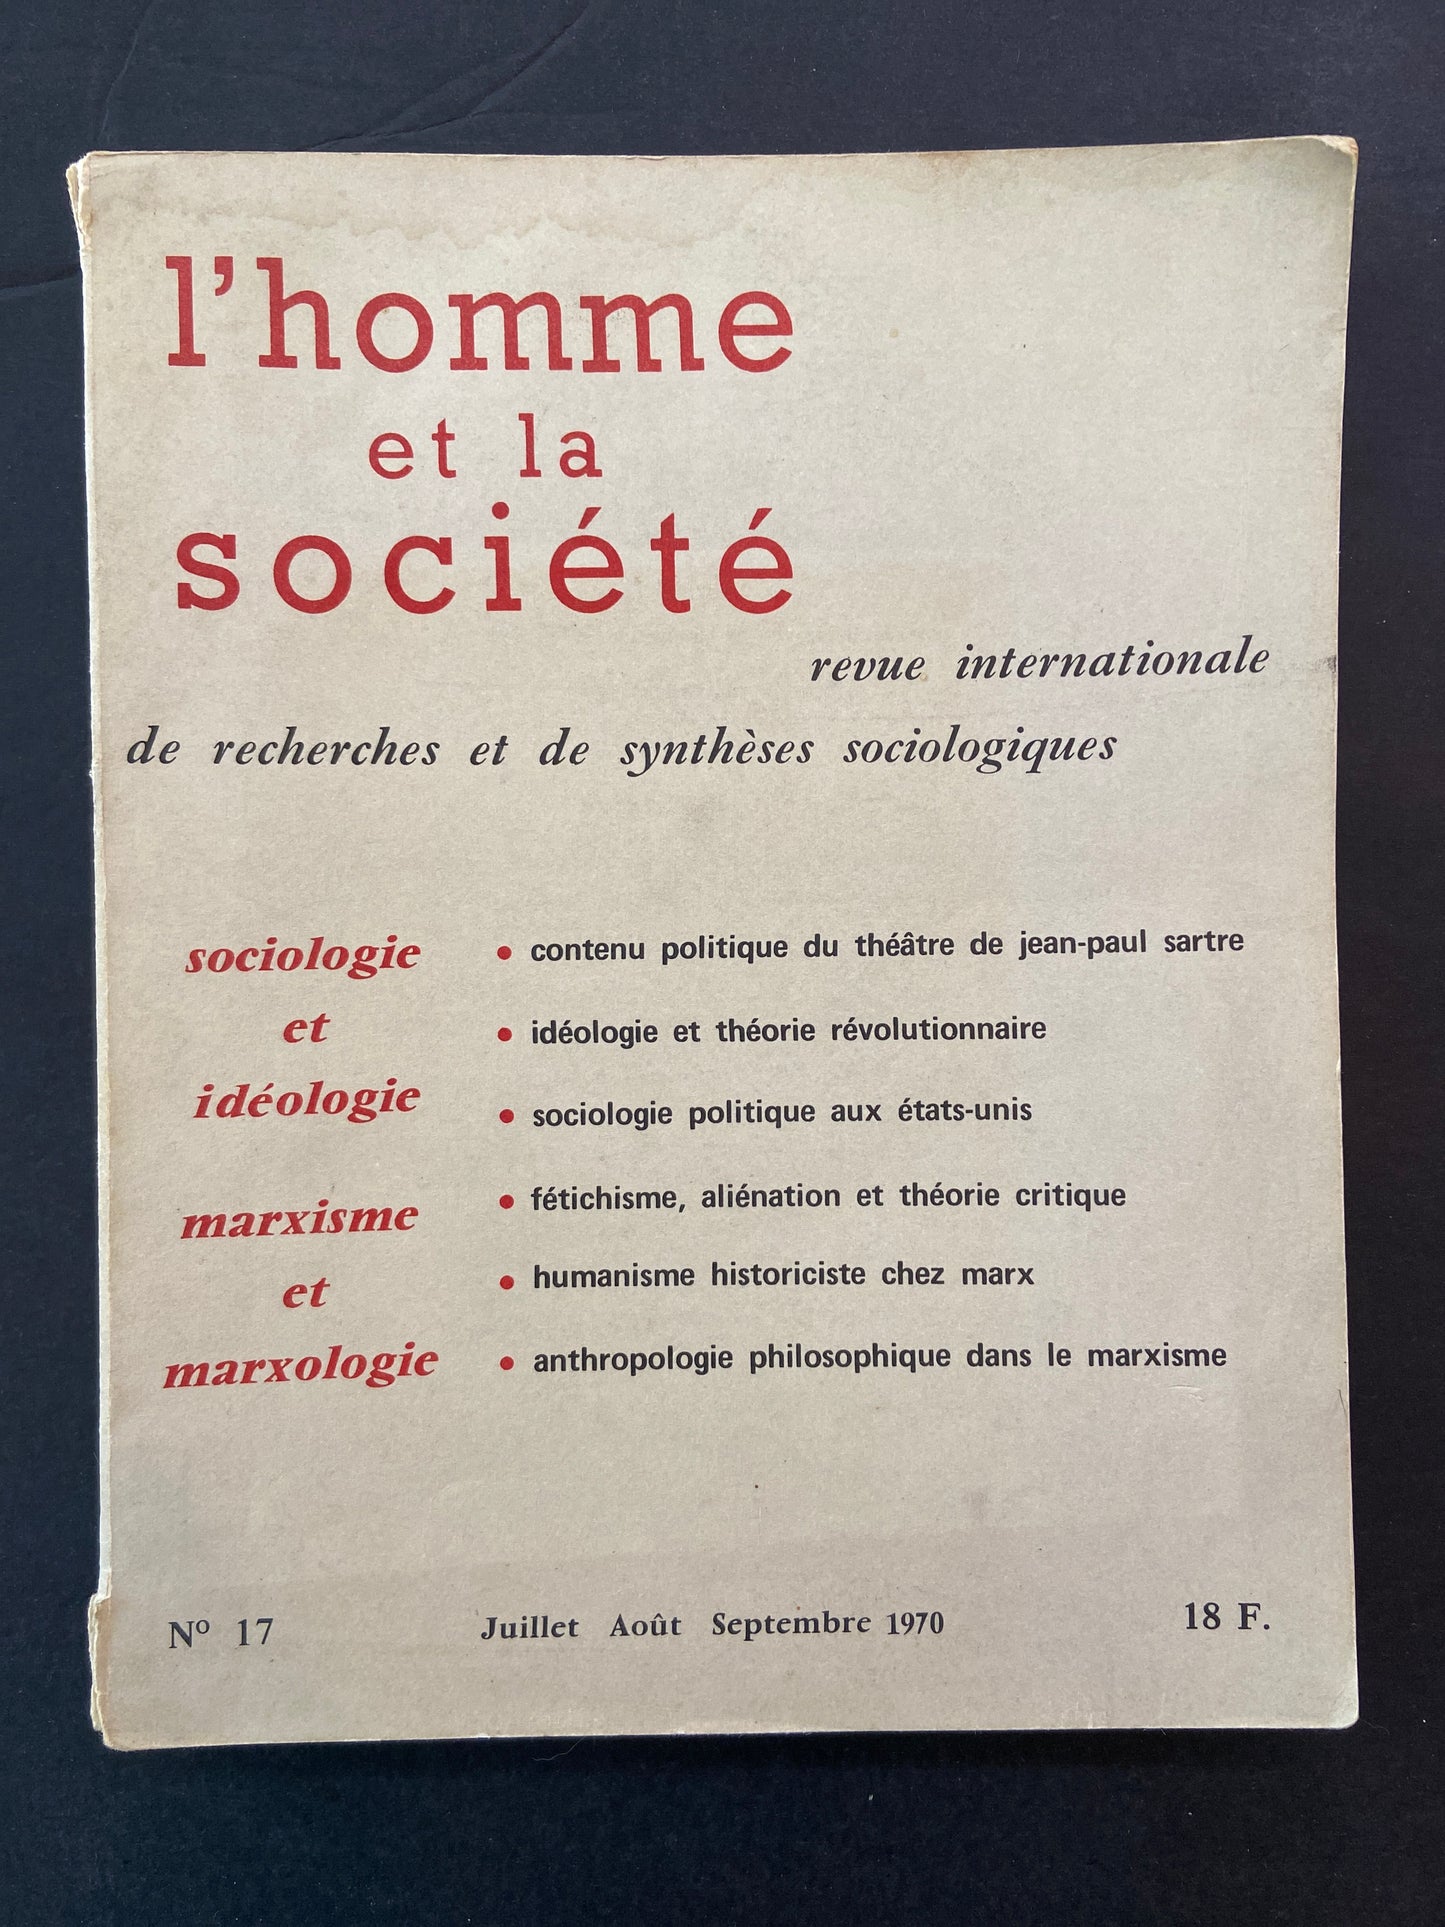 l'homme
et la
société
revue internationale
de recherches et de synthèses sociologiques
sociologie
et
idéologie
• contenu politique du théâtre de jean-paul sartre
• idéologie et théorie révolutionnaire
• sociologie politique aux états-unis
marxisme
et
marxologie
• fétichisme, aliénation et théorie critique
• humanisme historiciste chez marx
• anthropologie philosophique dans le marxisme
Nº 17 Juillet Août Septembre 1970 18 F.